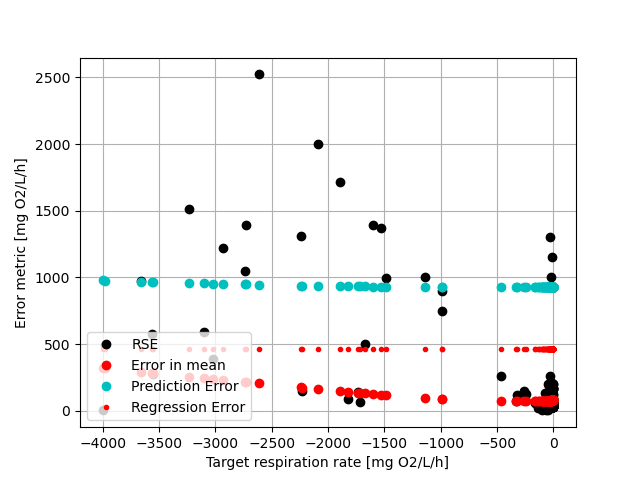 2500
2000
1500
1000
500
0
Error metric [mg O2/L/h]
RSE
Error in mean
Prediction Error
Regression Error
−4000 −3500 −3000 −2500 −2000 −1500 −1000 −500 0
Target respiration rate [mg O2/L/h]